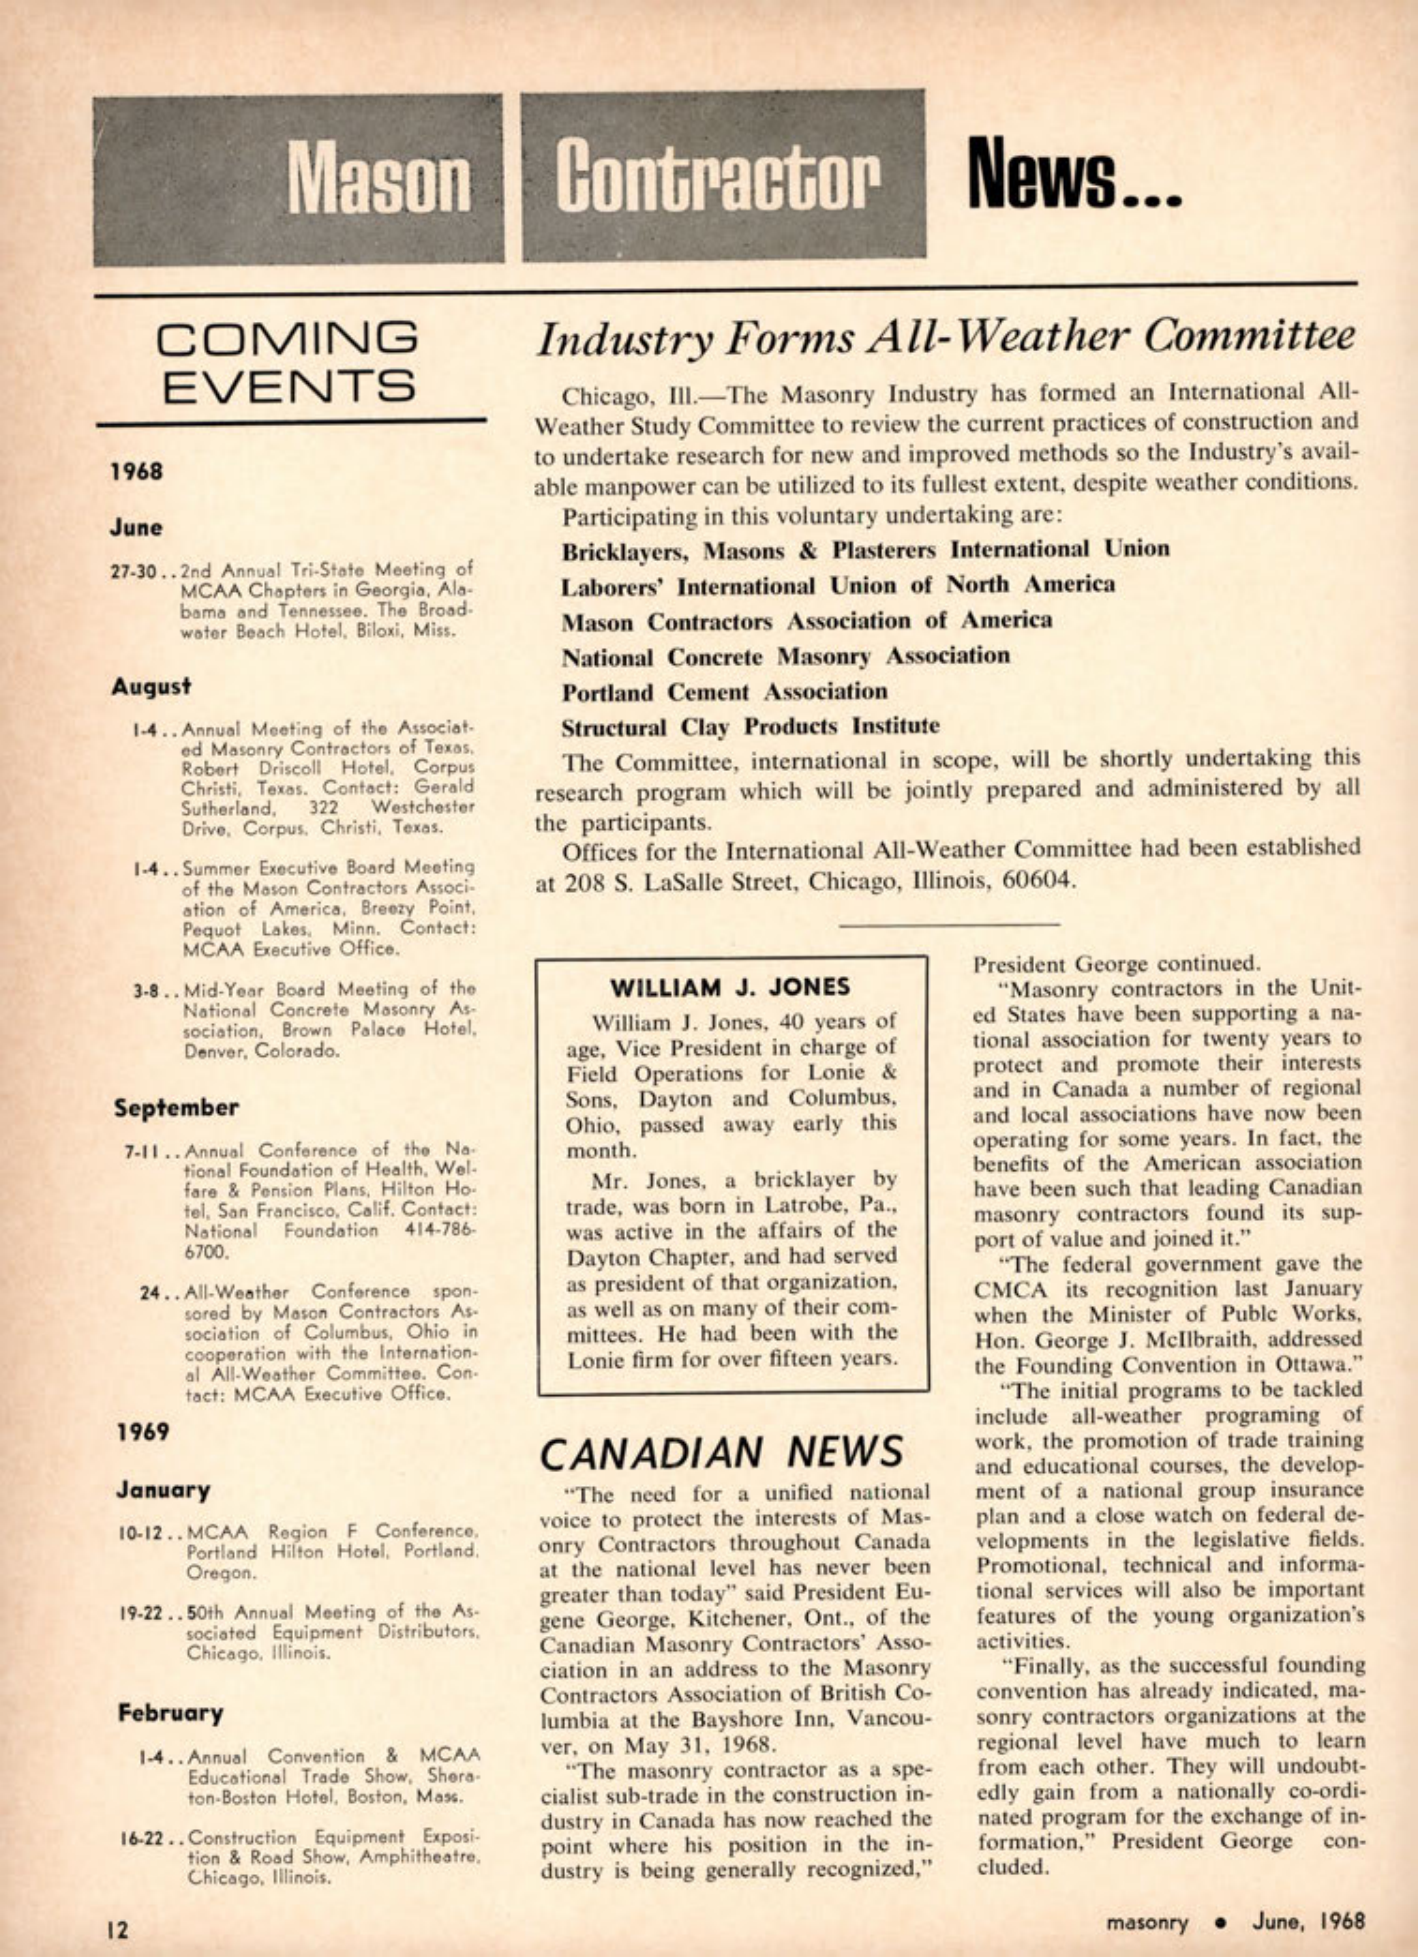 Mason Contractor News...
COMING
EVENTS
1968
June
27-30..2nd Annual Tri-State Meeting of
MCAA Chapters in Georgia, Ala-
bama and Tennessee. The Broad-
water Beach Hotel, Biloxi, Miss.
August
1-4..Annual Meeting of the Associat-
ed Masonry Contractors of Texas,
Robert Driscoll Hotel, Corpus
Christi, Texas. Contact: Gerald
Sutherland, 322 Westchester
Drive, Corpus, Christi, Texas.
1-4..Summer Executive Board Meeting
of the Mason Contractors Associ-
ation of America, Breezy Point,
Pequot Lakes, Minn. Contact:
MCAA Executive Office.
3-8..Mid-Year Board Meeting of the
National Concrete Masonry As-
sociation, Brown Palace Hotel,
Denver, Colorado.
September
7-11..Annual Conference of the Na-
tional Foundation of Health, Wel-
fare & Pension Plans, Hilton Ho-
tel, San Francisco, Calif. Contact:
National Foundation 414-786-
6700.
24..All-Weather Conference spon-
sored by Mason Contractors As-
sociation of Columbus, Ohio in
cooperation with the Internation-
al All-Weather Committee. Con-
tact: MCAA Executive Office.
1969
January
10-12..MCAA Region F Conference,
Portland Hilton Hotel, Portland,
Oregon.
19-22..50th Annual Meeting of the As-
sociated Equipment Distributors,
Chicago, Illinois.
February
1-4..Annual Convention & MCAA
Educational Trade Show, Shera-
ton-Boston Hotel, Boston, Mass.
16-22..Construction Equipment Exposi-
tion & Road Show, Amphitheatre,
Chicago, Illinois.
Industry Forms All-Weather Committee
Chicago, Ill.—The Masonry Industry has formed an International All-
Weather Study Committee to review the current practices of construction and
to undertake research for new and improved methods so the Industry's avail-
able manpower can be utilized to its fullest extent, despite weather conditions.
Participating in this voluntary undertaking are:
Bricklayers, Masons & Plasterers International Union
Laborers' International Union of North America
Mason Contractors Association of America
National Concrete Masonry Association
Portland Cement Association
Structural Clay Products Institute
The Committee, international in scope, will be shortly undertaking this
research program which will be jointly prepared and administered by all
the participants.
Offices for the International All-Weather Committee had been established
at 208 S. LaSalle Street, Chicago, Illinois, 60604.
WILLIAM J. JONES
William J. Jones, 40 years of
age, Vice President in charge of
Field Operations for Lonie &
Sons, Dayton and Columbus,
Ohio, passed away early this
month.
Mr. Jones, a bricklayer by
trade, was born in Latrobe, Pa.,
was active in the affairs of the
Dayton Chapter, and had served
as president of that organization,
as well as on many of their com-
mittees. He had been with the
Lonie firm for over fifteen years.
CANADIAN NEWS
"The need for a unified national
voice to protect the interests of Mas-
onry Contractors throughout Canada
at the national level has never been
greater than today" said President Eu-
gene George, Kitchener, Ont., of the
Canadian Masonry Contractors' Asso-
ciation in an address to the Masonry
Contractors Association of British Co-
lumbia at the Bayshore Inn, Vancou-
ver, on May 31, 1968.
"The masonry contractor as a spe-
cialist sub-trade in the construction in-
dustry in Canada has now reached the
point where his position in the in-
dustry is being generally recognized,"
President George continued.
"Masonry contractors in the Unit-
ed States have been supporting a na-
tional association for twenty years to
protect and promote their interests
and in Canada a number of regional
and local associations have now been
operating for some years. In fact, the
benefits of the American association
have been such that leading Canadian
masonry contractors found its sup-
port of value and joined it."
"The federal government gave the
CMCA its recognition last January
when the Minister of Publc Works,
Hon. George J. McIlbraith, addressed
the Founding Convention in Ottawa."
"The initial programs to be tackled
include all-weather programing of
work, the promotion of trade training
and educational courses, the develop-
ment of a national group insurance
plan and a close watch on federal de-
velopments in the legislative fields.
Promotional, technical and informa-
tional services will also be important
features of the young organization's
activities.
"Finally, as the successful founding
convention has already indicated, ma-
sonry contractors organizations at the
regional level have much to learn
from each other. They will undoubt-
edly gain from a nationally co-ordi-
nated program for the exchange of in-
formation," President George con-
cluded.
12
masonry • June, 1968